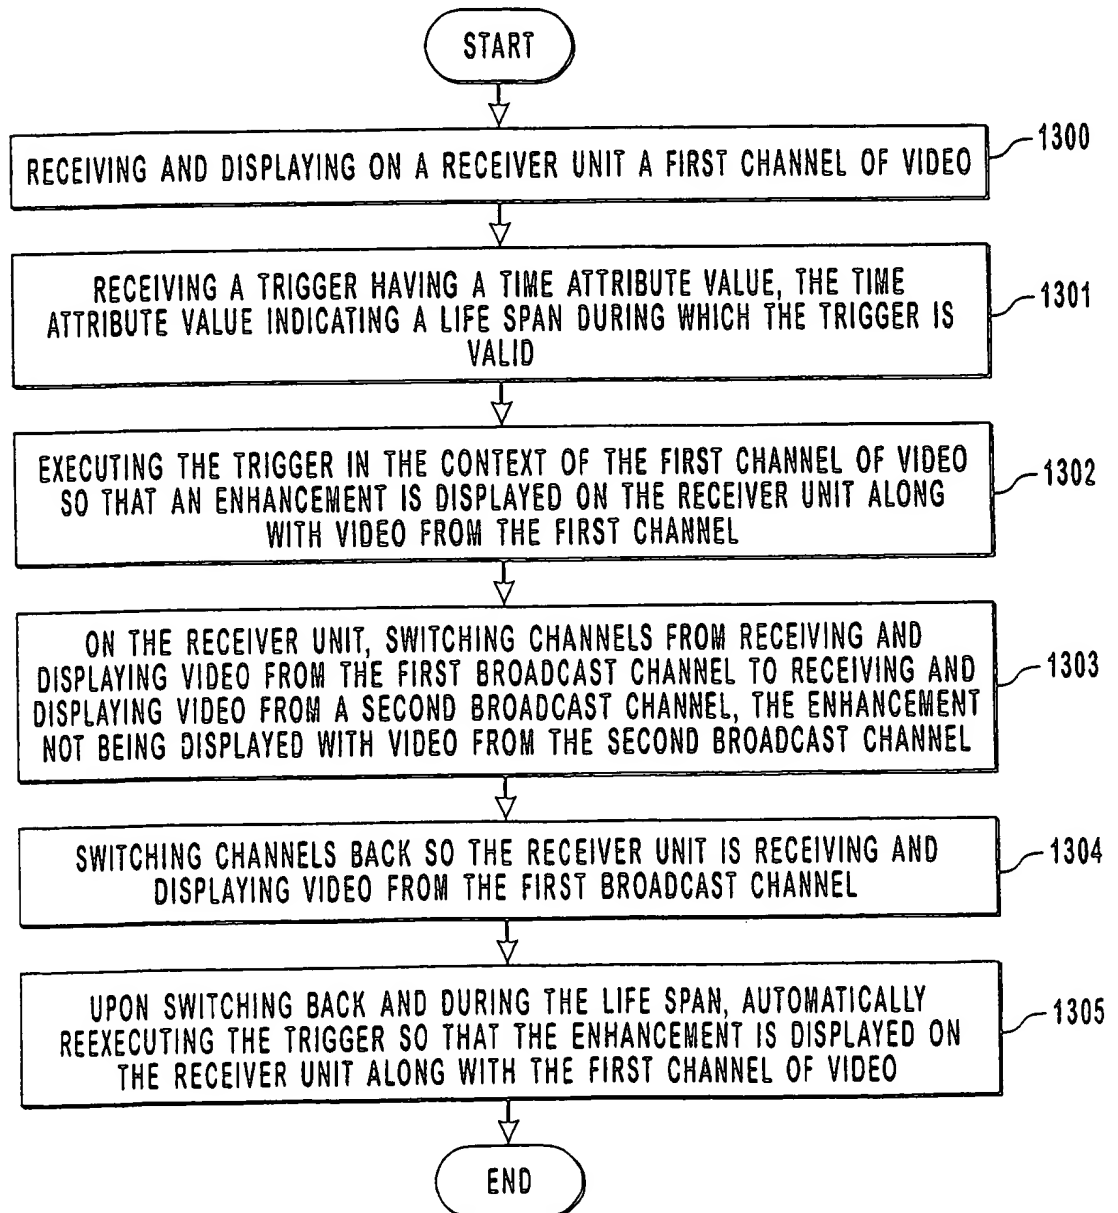 START
RECEIVING AND DISPLAYING ON A RECEIVER UNIT A FIRST CHANNEL OF VIDEO
1300
RECEIVING A TRIGGER HAVING A TIME ATTRIBUTE VALUE, THE TIME
ATTRIBUTE VALUE INDICATING A LIFE SPAN DURING WHICH THE TRIGGER IS
VALID
1301
EXECUTING THE TRIGGER IN THE CONTEXT OF THE FIRST CHANNEL OF VIDEO
SO THAT AN ENHANCEMENT IS DISPLAYED ON THE RECEIVER UNIT ALONG
WITH VIDEO FROM THE FIRST CHANNEL
1302
ON THE RECEIVER UNIT, SWITCHING CHANNELS FROM RECEIVING AND
DISPLAYING VIDEO FROM THE FIRST BROADCAST CHANNEL TO RECEIVING AND
DISPLAYING VIDEO FROM A SECOND BROADCAST CHANNEL, THE ENHANCEMENT
NOT BEING DISPLAYED WITH VIDEO FROM THE SECOND BROADCAST CHANNEL
1303
SWITCHING CHANNELS BACK SO THE RECEIVER UNIT IS RECEIVING AND
DISPLAYING VIDEO FROM THE FIRST BROADCAST CHANNEL
1304
UPON SWITCHING BACK AND DURING THE LIFE SPAN, AUTOMATICALLY
REEXECUTING THE TRIGGER SO THAT THE ENHANCEMENT IS DISPLAYED ON
THE RECEIVER UNIT ALONG WITH THE FIRST CHANNEL OF VIDEO
1305
END